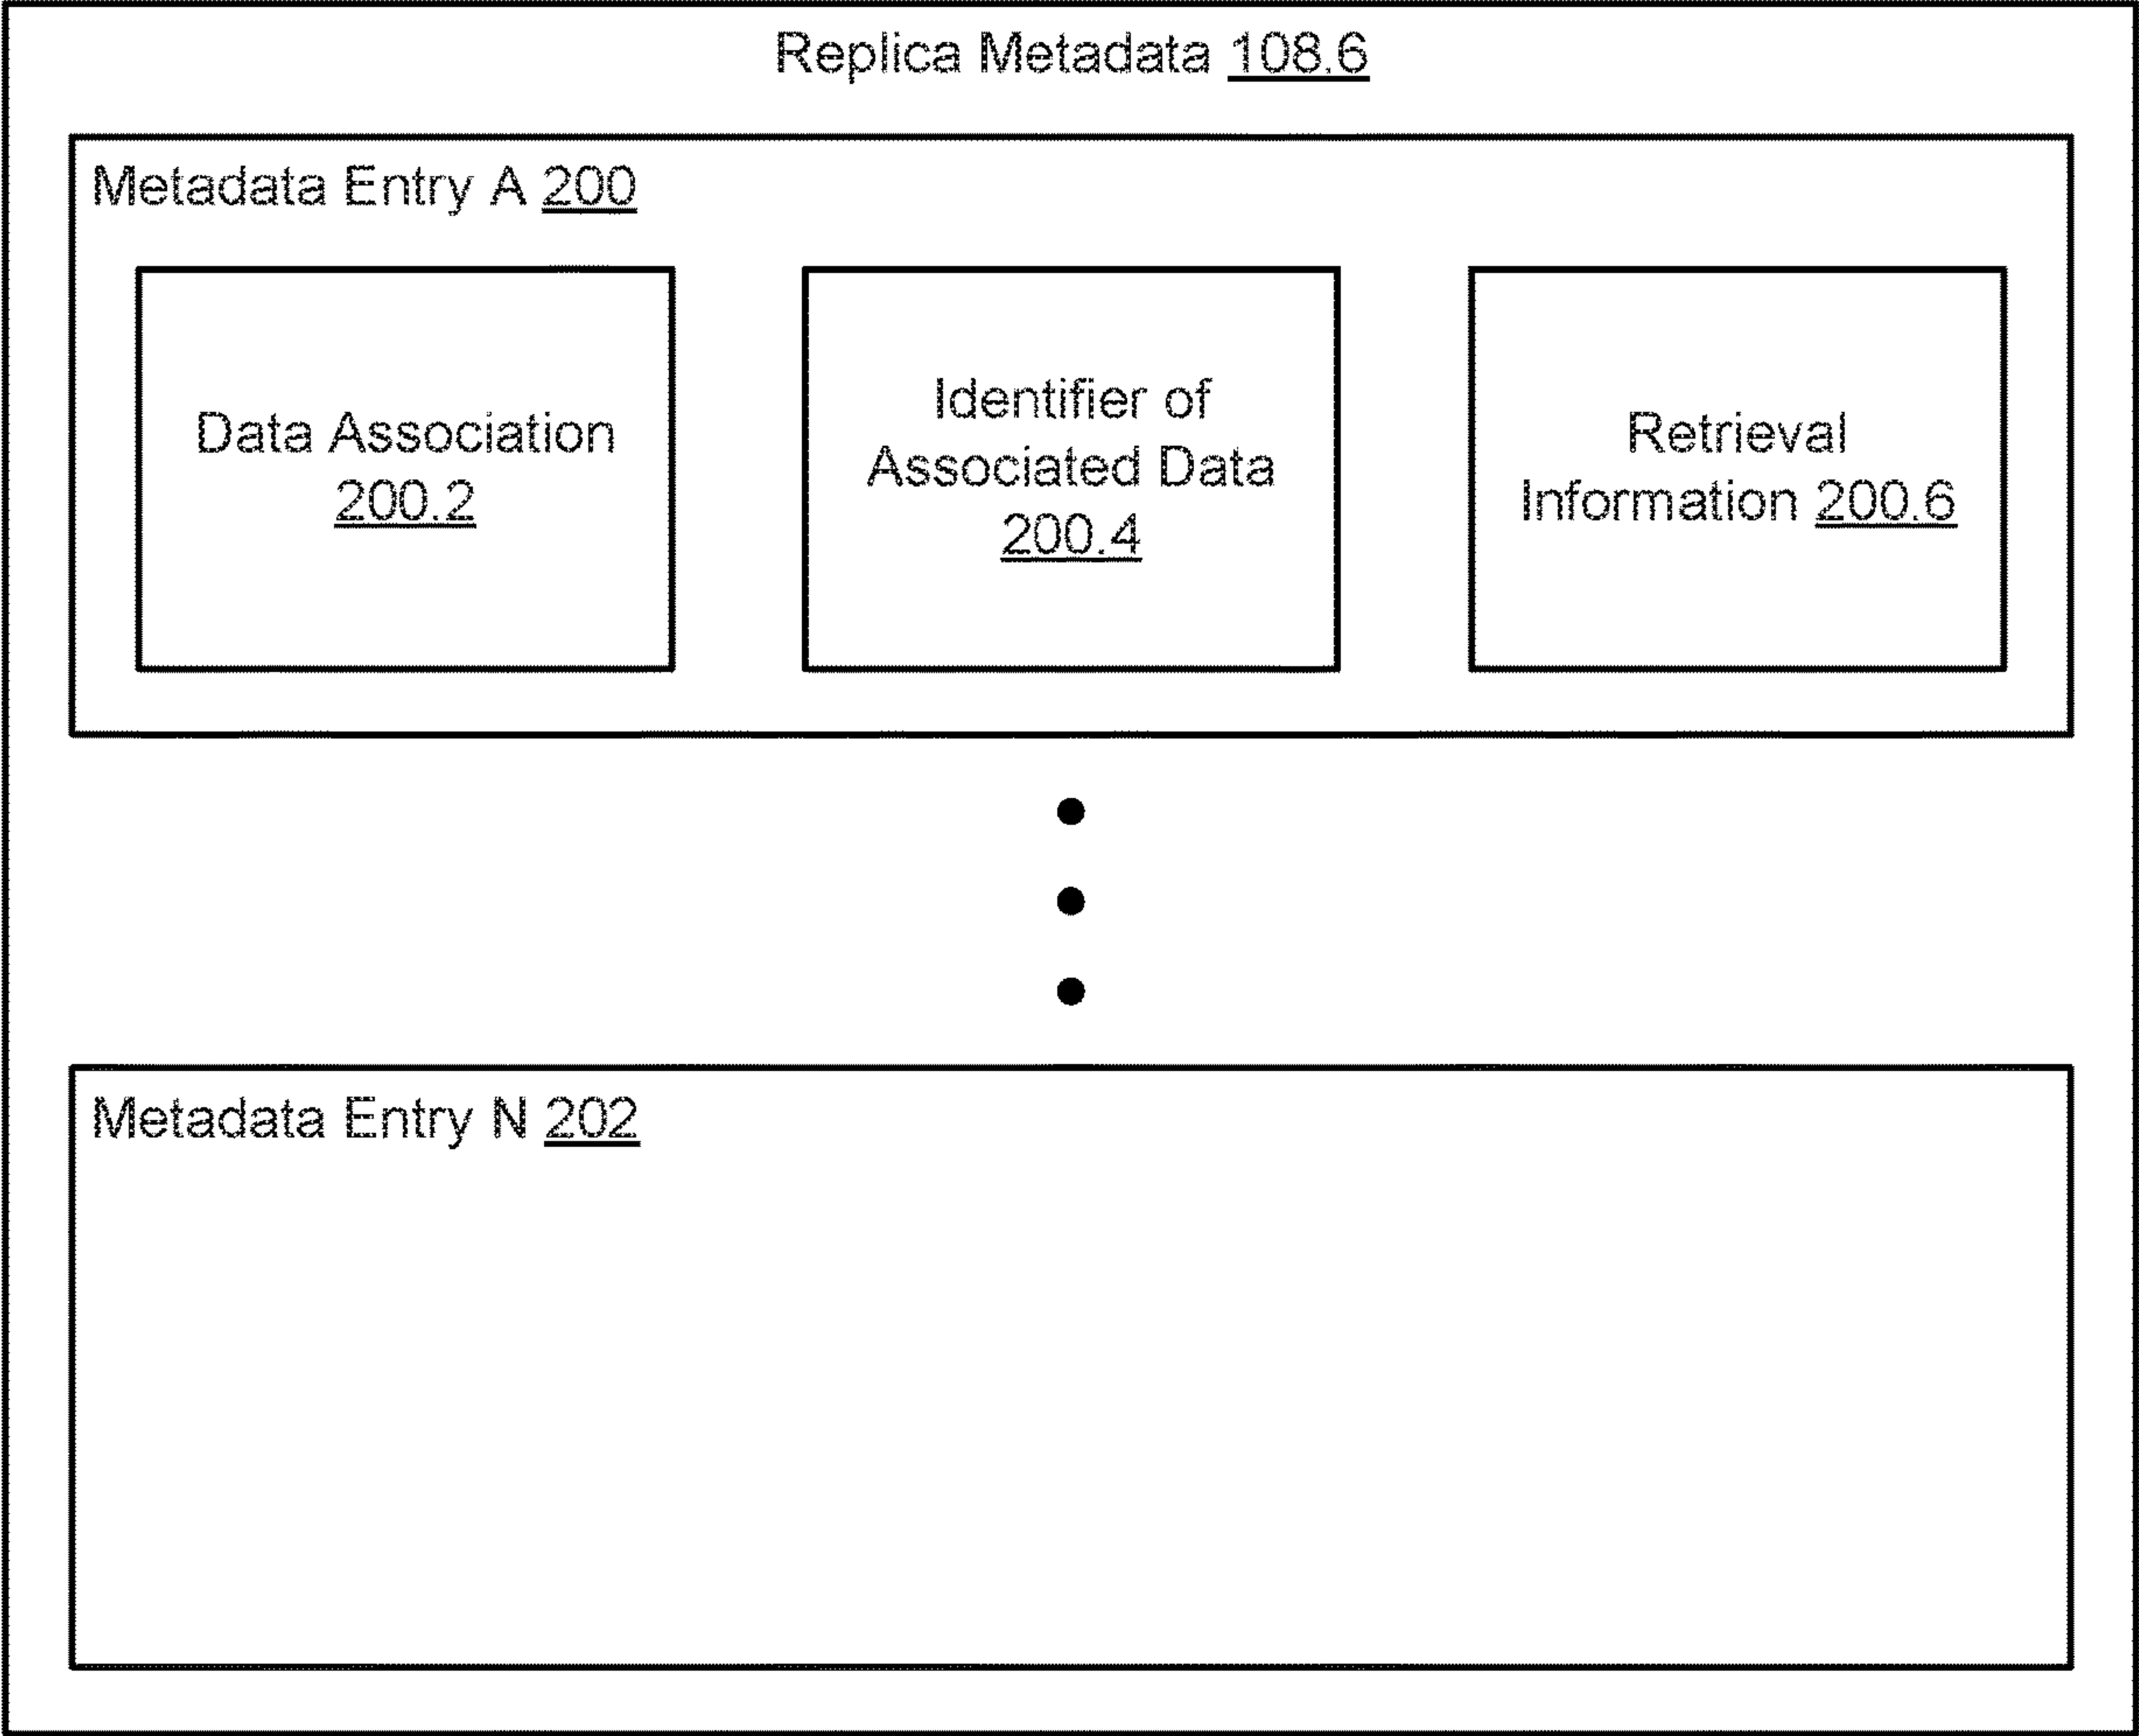 Replica Metadata 108.6
Metadata Entry A 200
Data Association
200.2
Identifier of
Associated Data
200.4
Retrieval
Information 200.6
Metadata Entry N 202